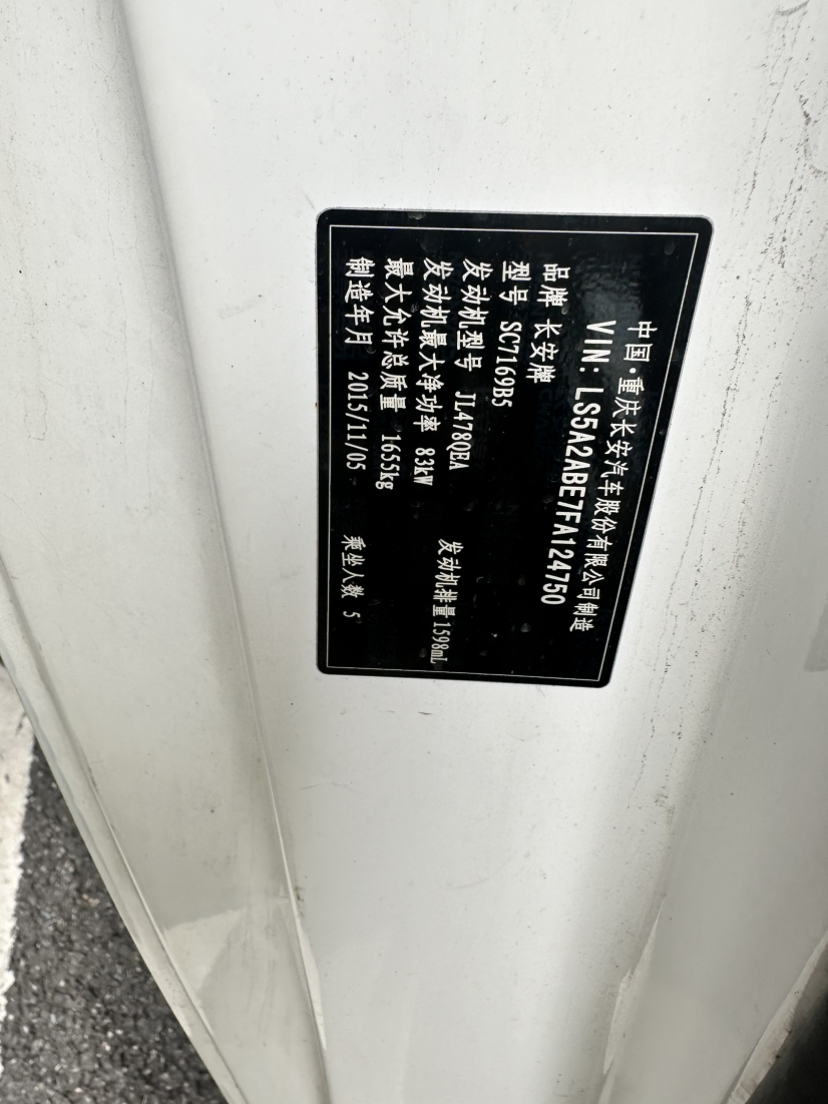 中国·重庆长安汽车股份有限公司制造
VIN: LS5A2ABE7FA124750
品牌 长安牌
型号 SC7169B5
发动机型号 JL478QEA 发动机排量 1598mL
发动机最大净功率 83kW
最大允许总质量 1655kg
制造年月 2015/11/05 乘坐人数 5